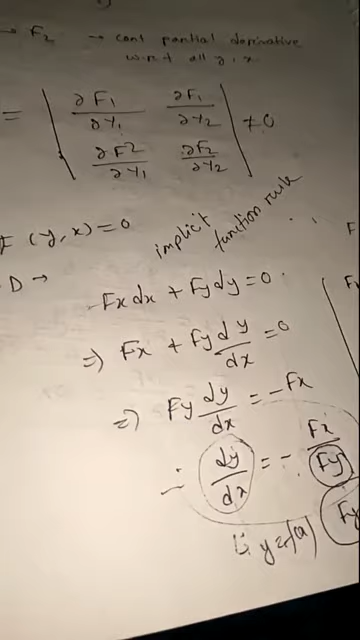 → F₂ → cont partial derivative
w.r.t all y, x.
= | ∂F₁/∂Y₁ ∂F₁/∂Y₂ | ≠ 0
| ∂F2/∂Y₁ ∂F₂/∂Y₂ |
F (y, x) = 0
implicit function rule
D →
Fx dx + Fy dy = 0
⇒ Fx + Fy dy/dx = 0
⇒ Fy dy/dx = -Fx
∴ dy/dx = - Fx/Fy
Fy